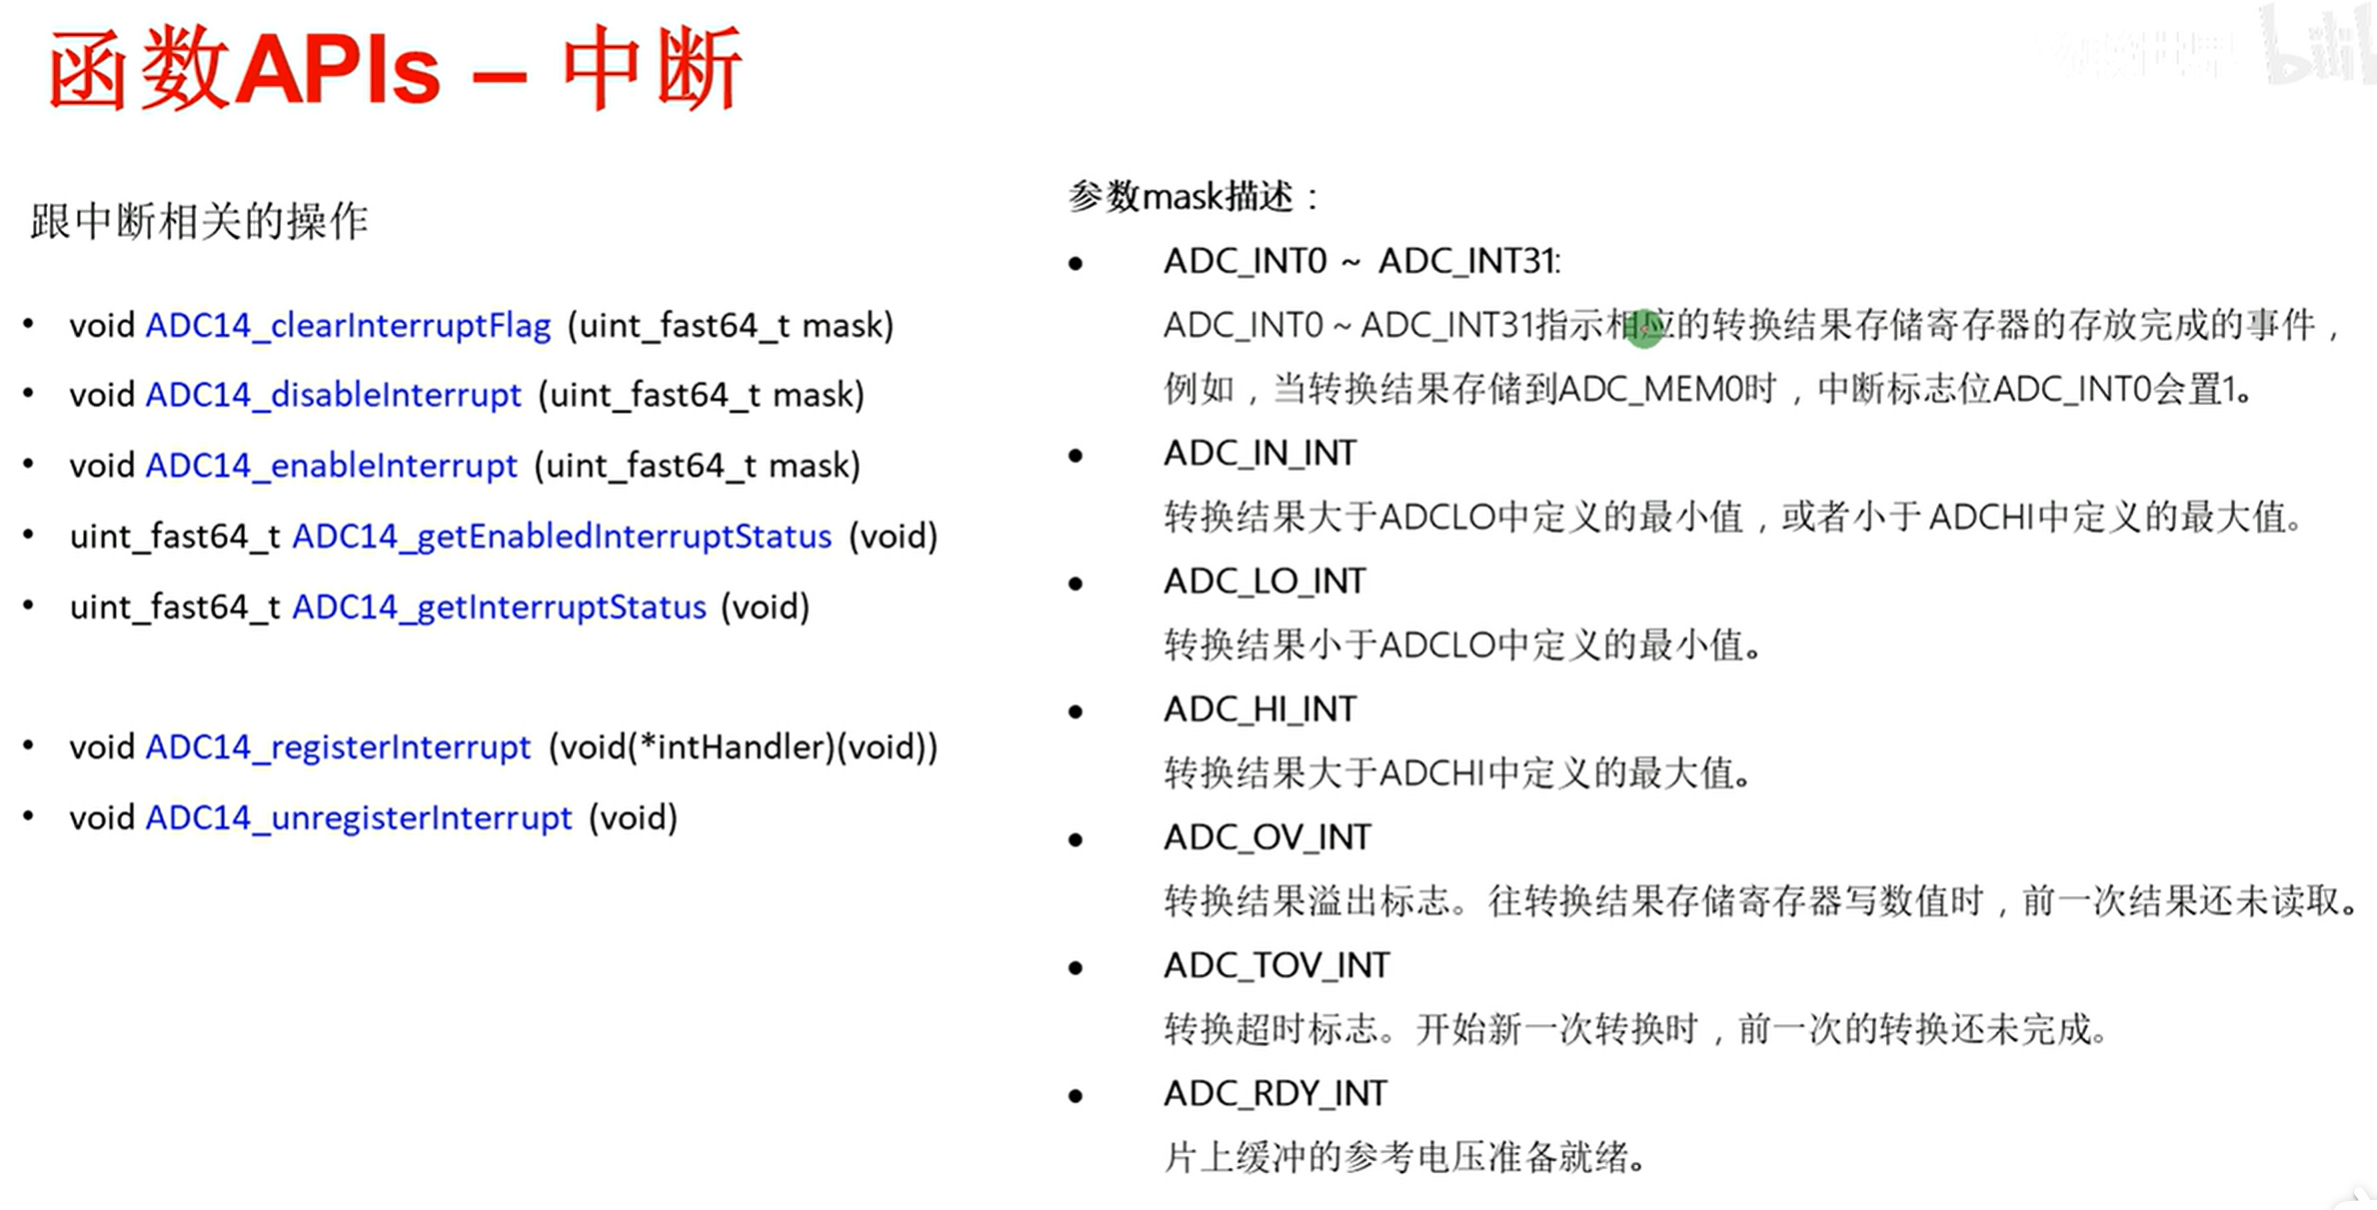 函数APIs – 中断
跟中断相关的操作
• void ADC14_clearInterruptFlag (uint_fast64_t mask)
• void ADC14_disableInterrupt (uint_fast64_t mask)
• void ADC14_enableInterrupt (uint_fast64_t mask)
• uint_fast64_t ADC14_getEnabledInterruptStatus (void)
• uint_fast64_t ADC14_getInterruptStatus (void)
• void ADC14_registerInterrupt (void(*intHandler)(void))
• void ADC14_unregisterInterrupt (void)
参数mask描述：
• ADC_INT0 ~ ADC_INT31:
ADC_INT0 ~ ADC_INT31指示相应的转换结果存储寄存器的存放完成的事件，
例如，当转换结果存储到ADC_MEM0时，中断标志位ADC_INT0会置1。
• ADC_IN_INT
转换结果大于ADCLO中定义的最小值，或者小于 ADCHI中定义的最大值。
• ADC_LO_INT
转换结果小于ADCLO中定义的最小值。
• ADC_HI_INT
转换结果大于ADCHI中定义的最大值。
• ADC_OV_INT
转换结果溢出标志。往转换结果存储寄存器写数值时，前一次结果还未读取。
• ADC_TOV_INT
转换超时标志。开始新一次转换时，前一次的转换还未完成。
• ADC_RDY_INT
片上缓冲的参考电压准备就绪。